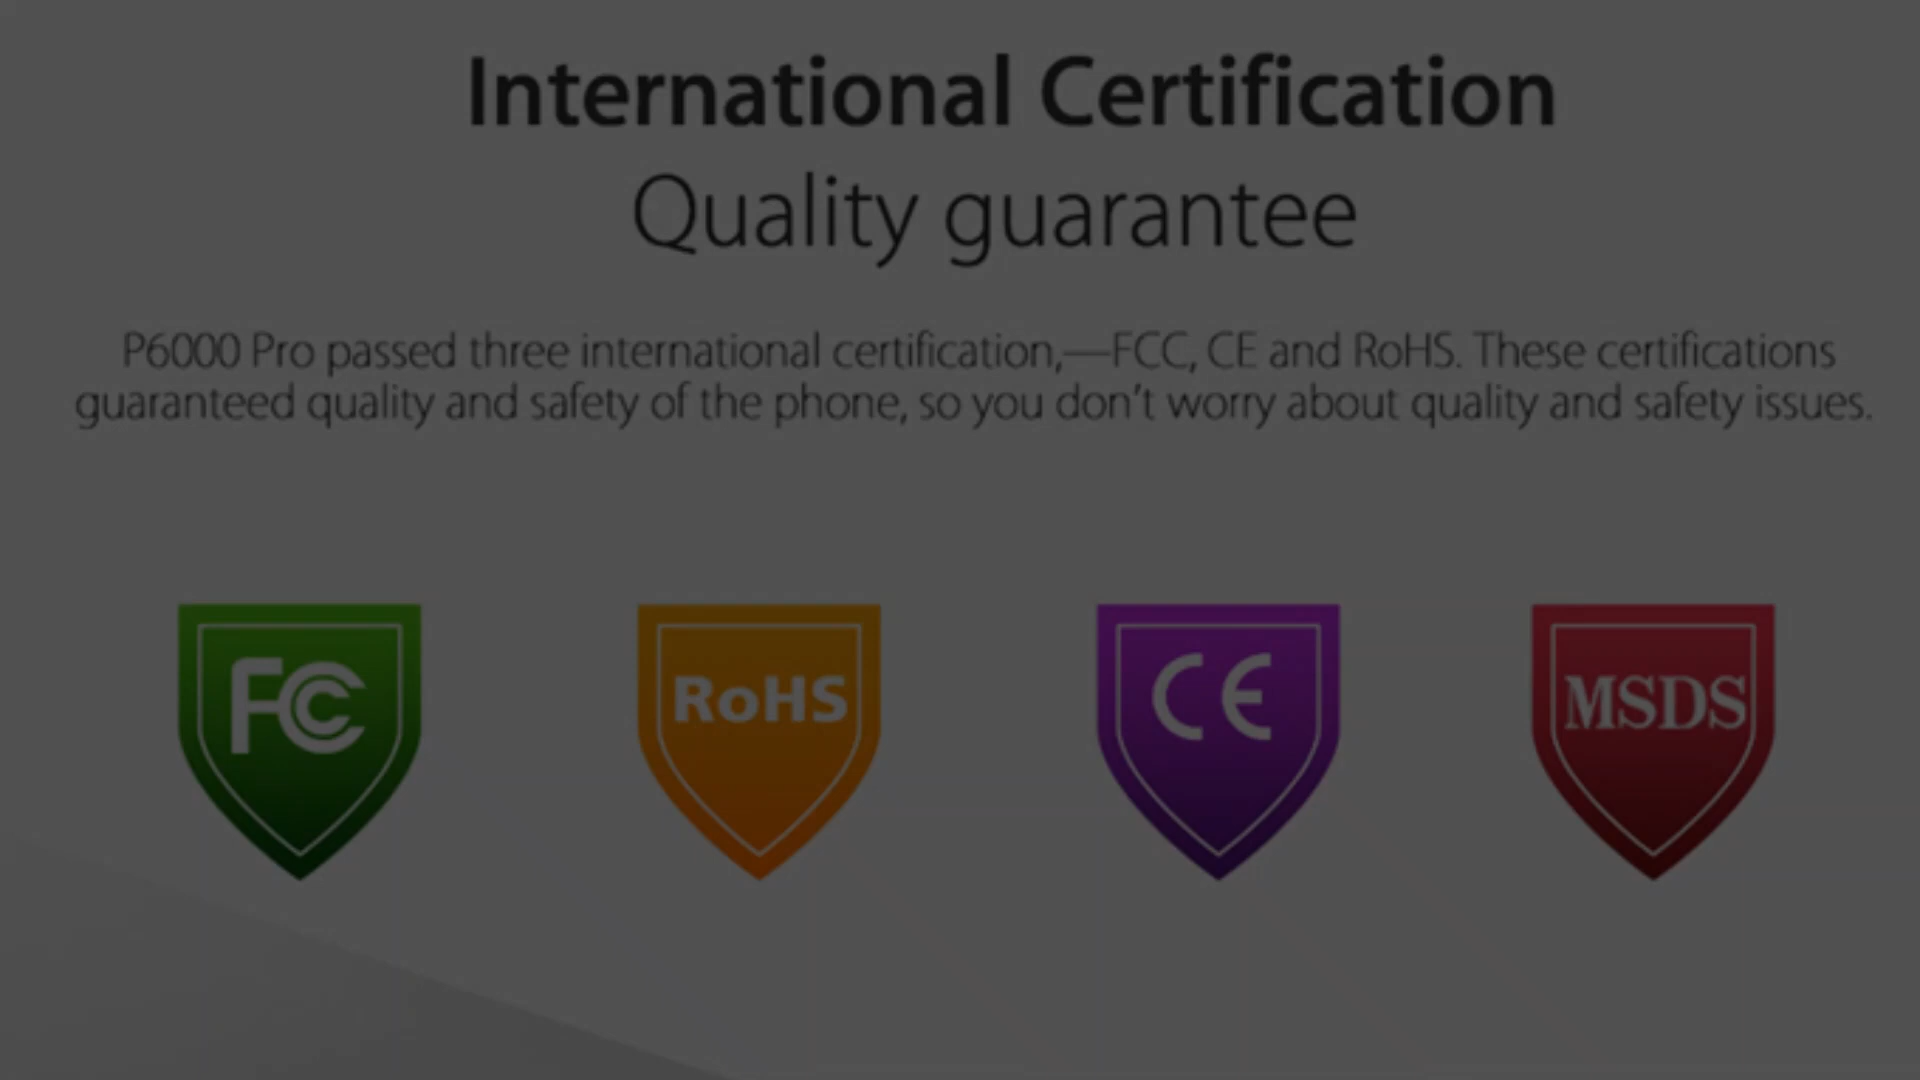 International Certification
Quality guarantee
P6000 Pro passed three international certification,—FCC, CE and RoHS. These certifications
guaranteed quality and safety of the phone, so you don't worry about quality and safety issues.
FC RoHS CE MSDS